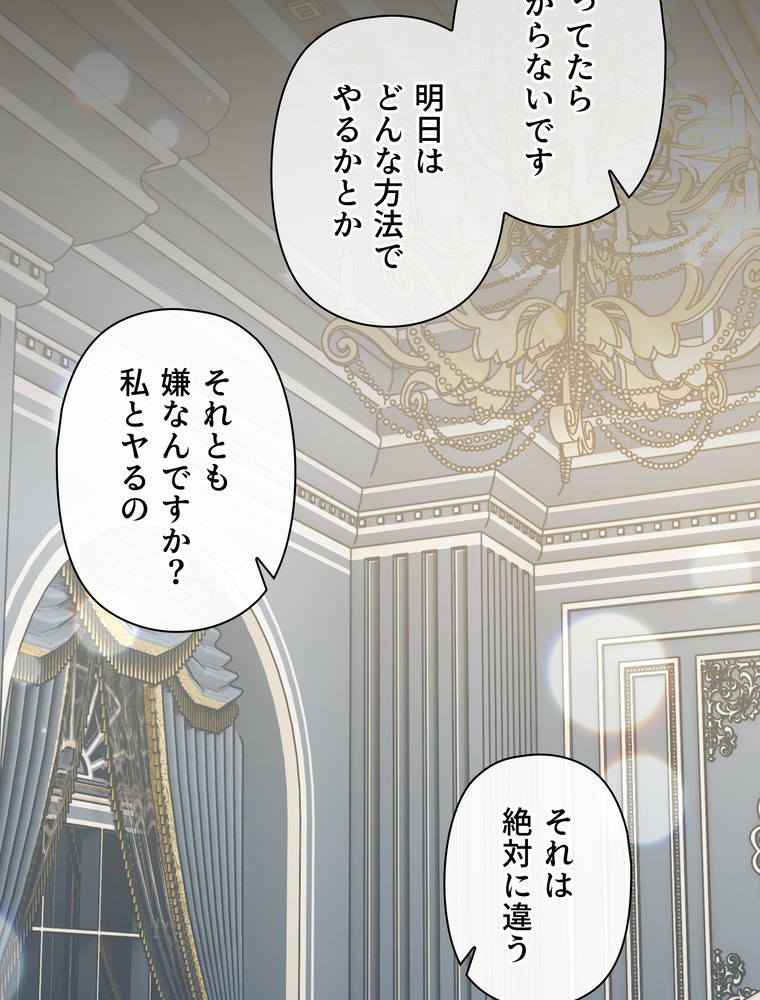 ってたら
からないです
明日は
どんな方法で
やるかとか
それとも
嫌なんですか?
私とヤるの
それは
絶対に違う